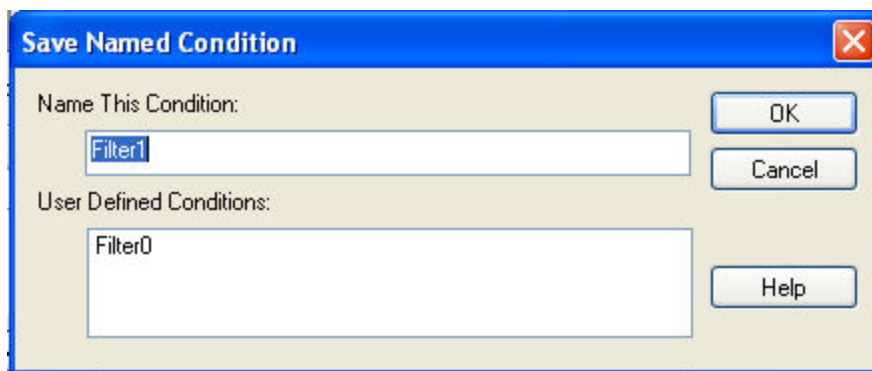 Save Named Condition
Name This Condition:
OK
Filter1
Cancel
User Defined Conditions:
Filter0
Help